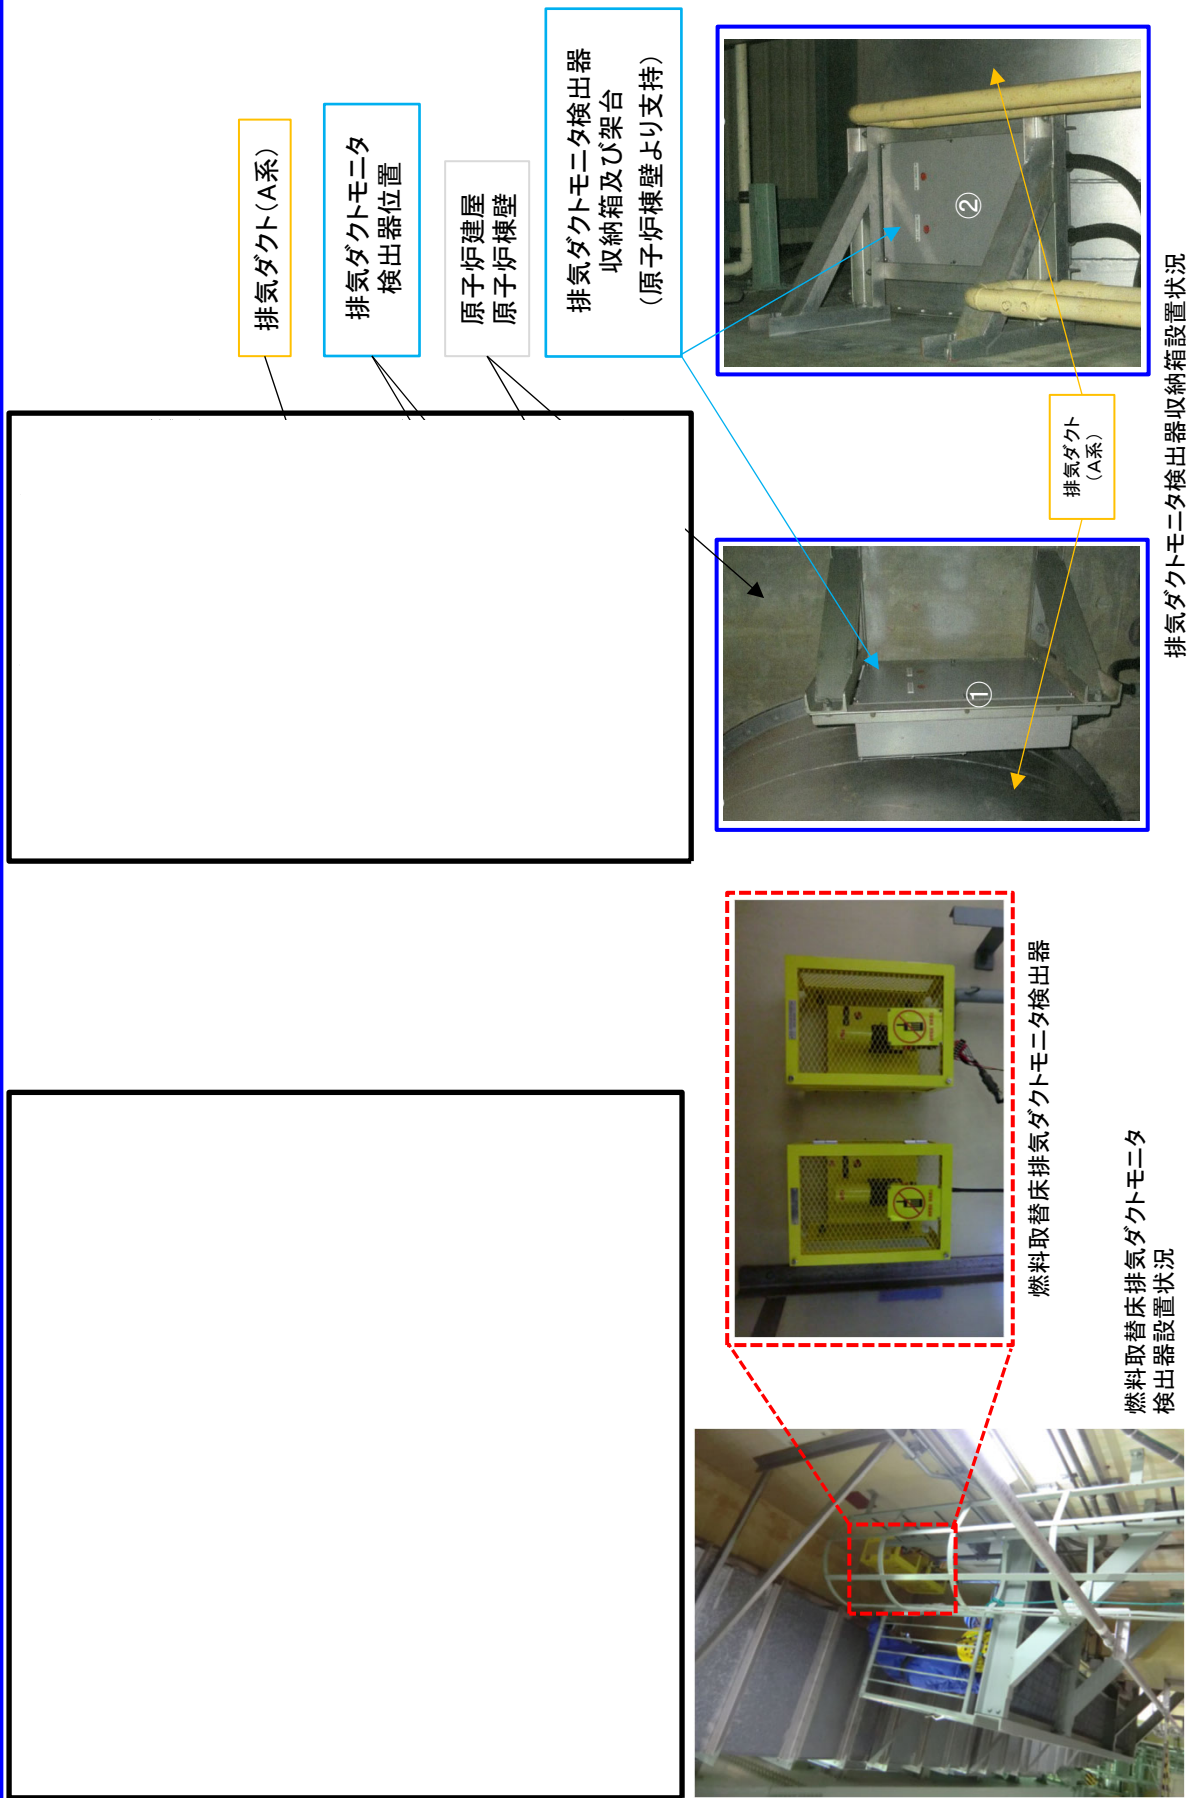 排気ダクト(A系)
排気ダクトモニタ
検出器位置
原子炉建屋
原子炉棟壁
排気ダクトモニタ検出器
収納箱及び架台
(原子炉棟壁より支持)
②
①
排気ダクト
(A系)
排気ダクトモニタ検出器収納箱設置状況
燃料取替床排気ダクトモニタ検出器
燃料取替床排気ダクトモニタ
検出器設置状況